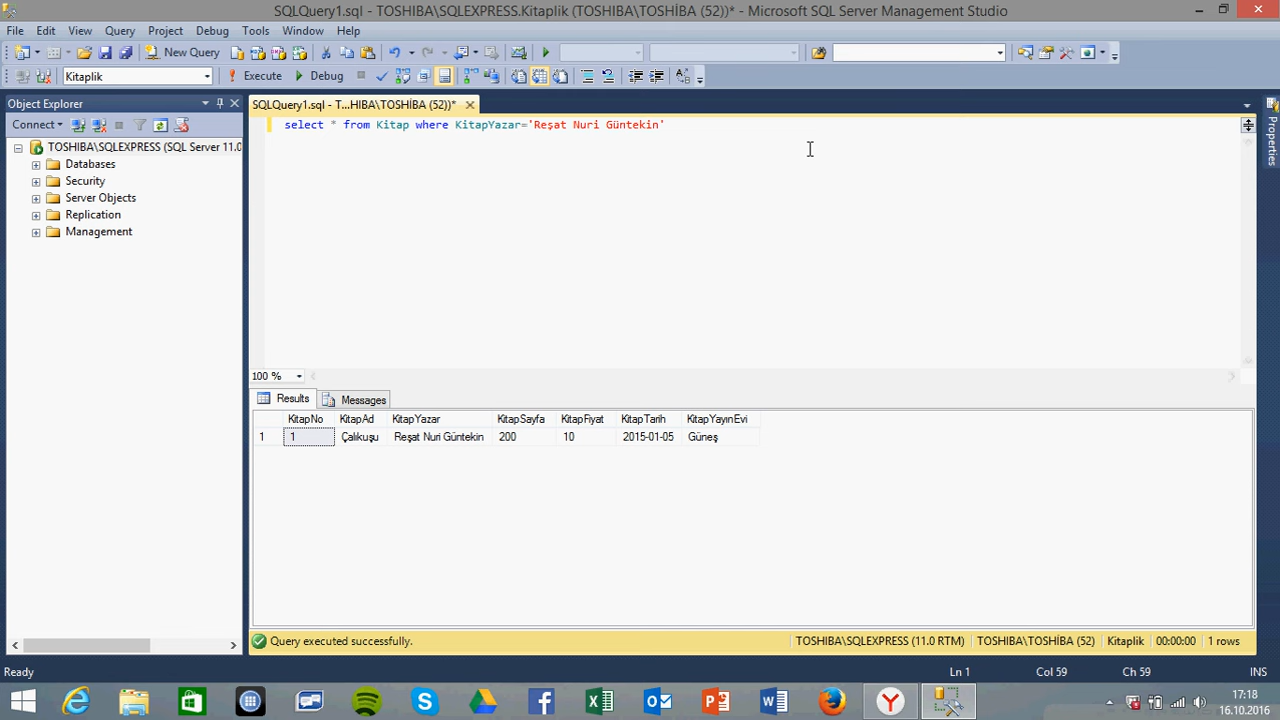 SQLQuery1.sql - TOSHIBA\SQLEXPRESS.Kitaplik (TOSHIBA\TOSHİBA (52))* - Microsoft SQL Server Management Studio
File Edit View Query Project Debug Tools Window Help
New Query
Kitaplik Execute Debug
Object Explorer
SQLQuery1.sql - T...HIBA\TOSHİBA (52))*
Connect
select * from Kitap where KitapYazar='Reşat Nuri Güntekin'
Properties
TOSHIBA\SQLEXPRESS (SQL Server 11.0
Databases
Security
Server Objects
Replication
Management
100 %
Results Messages
KitapNo KitapAd KitapYazar KitapSayfa KitapFiyat KitapTarih KitapYayınEvi
1 1 Çalıkuşu Reşat Nuri Güntekin 200 10 2015-01-05 Güneş
Query executed successfully. TOSHIBA\SQLEXPRESS (11.0 RTM) TOSHIBA\TOSHİBA (52) Kitaplik 00:00:00 1 rows
Ready Ln 1 Col 59 Ch 59 INS
17:18
16.10.2016